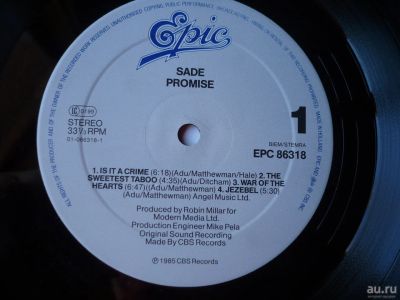 Epic
SADE
PROMISE
STEREO
33⅓ RPM
01-086318-1
1
BIEM/STEMRA
EPC 86318
1. IS IT A CRIME (6:18)(Adu/Matthewman/Hale) 2. THE
SWEETEST TABOO (4:35)(Adu/Ditcham) 3. WAR OF THE
HEARTS (6:47)((Adu/Matthewman) 4. JEZEBEL (5:30)
(Adu/Matthewman) Angel Music Ltd.
Produced by Robin Millar for
Modern Media Ltd.
Production Engineer Mike Pela
Original Sound Recording
Made By CBS Records
℗ 1985 CBS Records
au.ru